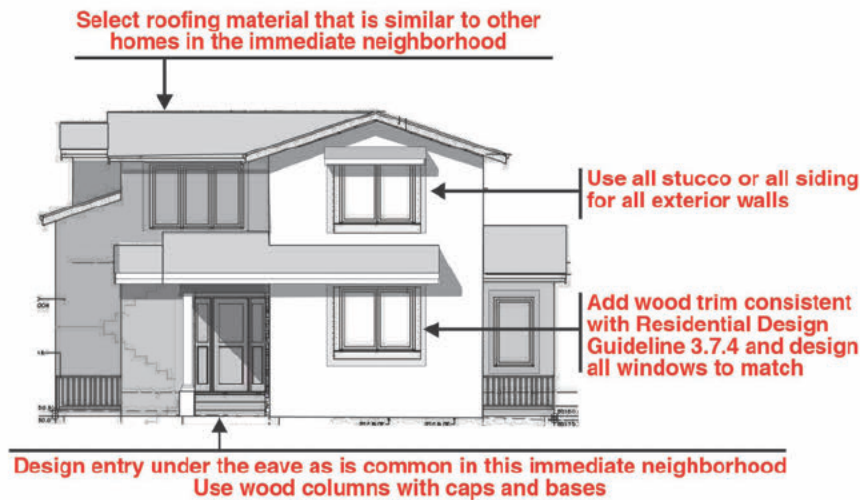 Select roofing material that is similar to other
homes in the immediate neighborhood
Use all stucco or all siding
for all exterior walls
Add wood trim consistent
with Residential Design
Guideline 3.7.4 and design
all windows to match
Design entry under the eave as is common in this immediate neighborhood
Use wood columns with caps and bases